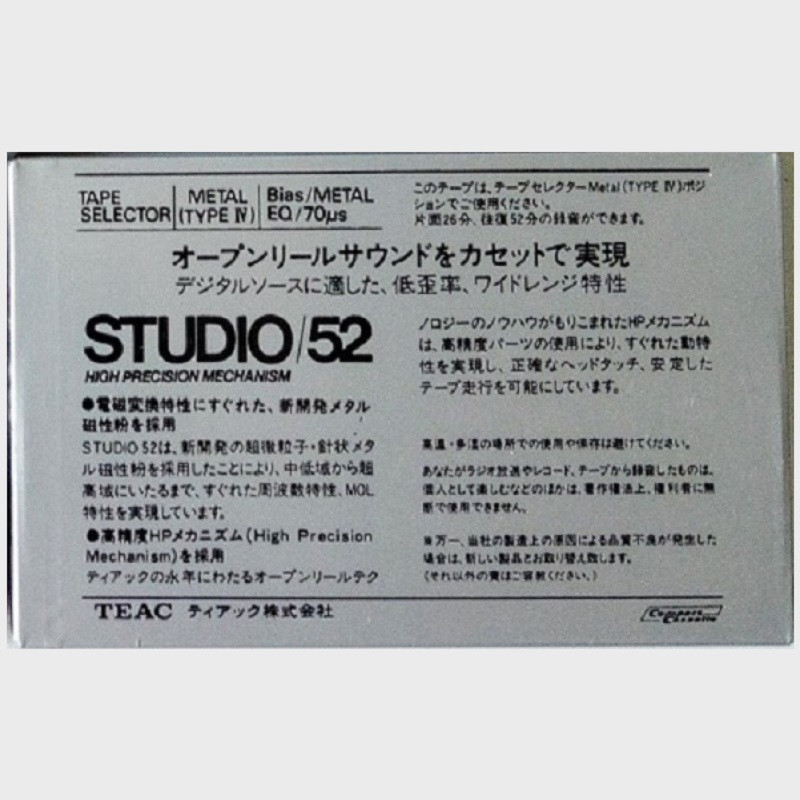 TAPE SELECTOR
METAL (TYPE Ⅳ)
Bias/METAL
EQ/70μs
このテープは、テープセレクターMetal(TYPE Ⅳ)ポジ
ションでご使用ください。
片面26分、往復52分の録音ができます。
オープンリールサウンドをカセットで実現
デジタルソースに適した、低歪率、ワイドレンジ特性
STUDIO/52
HIGH PRECISION MECHANISM
●電磁変換特性にすぐれた、新開発メタル
磁性粉を採用
STUDIO 52は、新開発の超微粒子・針状メタ
ル磁性粉を採用したことにより、中低域から超
高域にいたるまで、すぐれた周波数特性、MOL
特性を実現しています。
●高精度HPメカニズム(High Precision
Mechanism)を採用
ティアックの永年にわたるオープンリールテク
ノロジーのノウハウがもりこまれたHPメカニズム
は、高精度パーツの使用により、すぐれた動特
性を実現し、正確なヘッドタッチ、安定した
テープ走行を可能にしています。
高温・多湿の場所での使用や保存は避けてください。
あなたがラジオ放送やレコード、テープから録音したものは、
個人として楽しむなどのほかは、著作権法上、権利者に無
断で使用できません。
※万一、当社の製造上の原因による品質不良が発生した
場合は、新しい製品とお取り替え致します。
(それ以外の責はご容赦ください。)
TEAC ティアック株式会社
Compact
Cassette